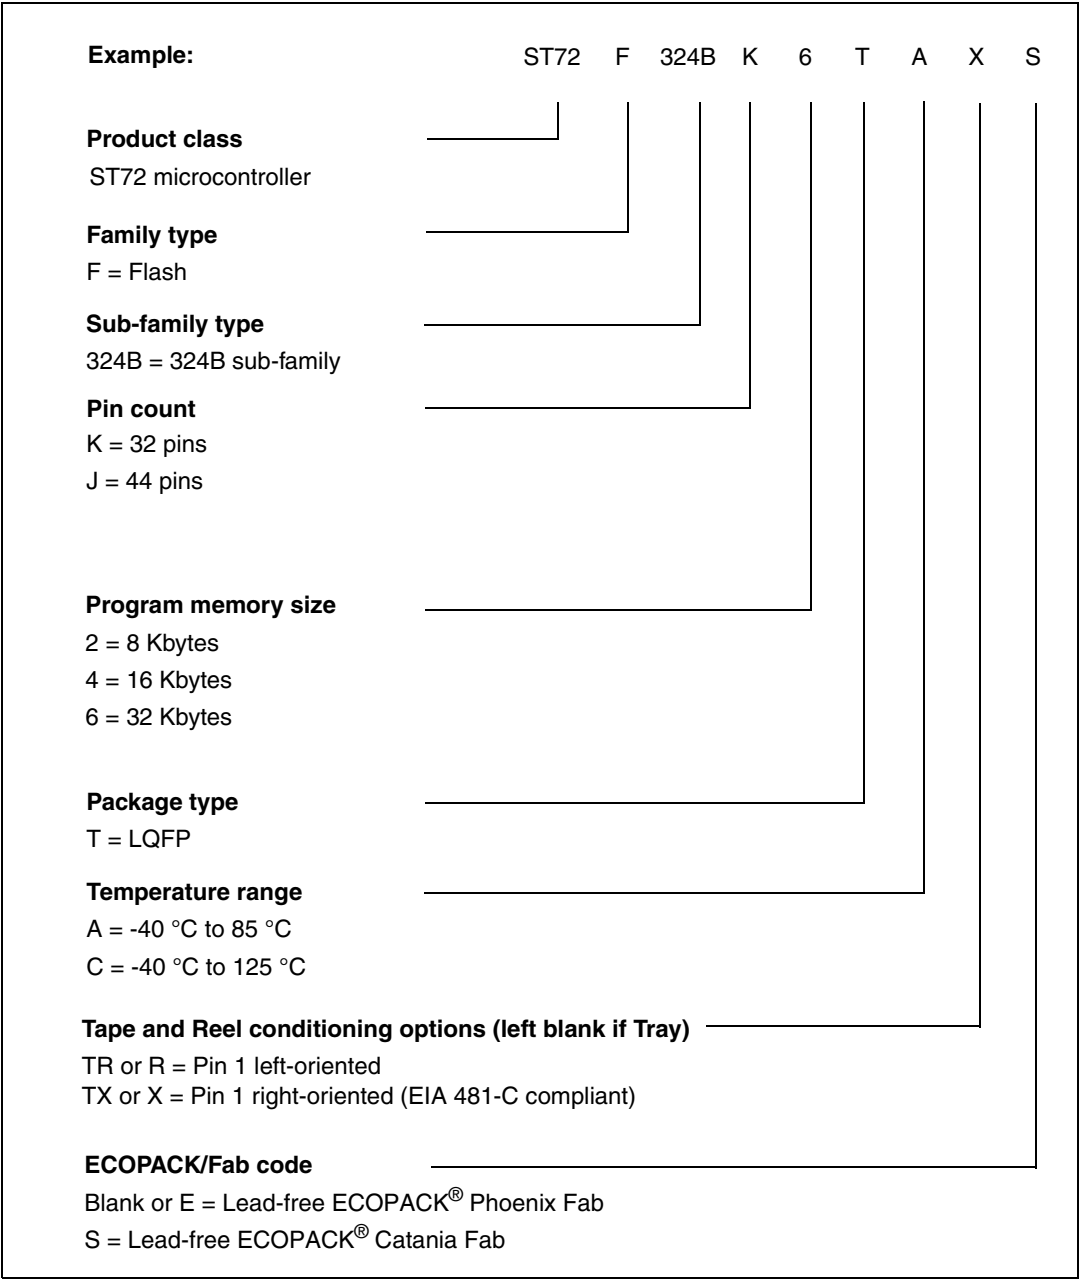 Example: ST72 F 324B K 6 T A X S
Product class
ST72 microcontroller
Family type
F = Flash
Sub-family type
324B = 324B sub-family
Pin count
K = 32 pins
J = 44 pins
Program memory size
2 = 8 Kbytes
4 = 16 Kbytes
6 = 32 Kbytes
Package type
T = LQFP
Temperature range
A = -40 °C to 85 °C
C = -40 °C to 125 °C
Tape and Reel conditioning options (left blank if Tray)
TR or R = Pin 1 left-oriented
TX or X = Pin 1 right-oriented (EIA 481-C compliant)
ECOPACK/Fab code
Blank or E = Lead-free ECOPACK® Phoenix Fab
S = Lead-free ECOPACK® Catania Fab